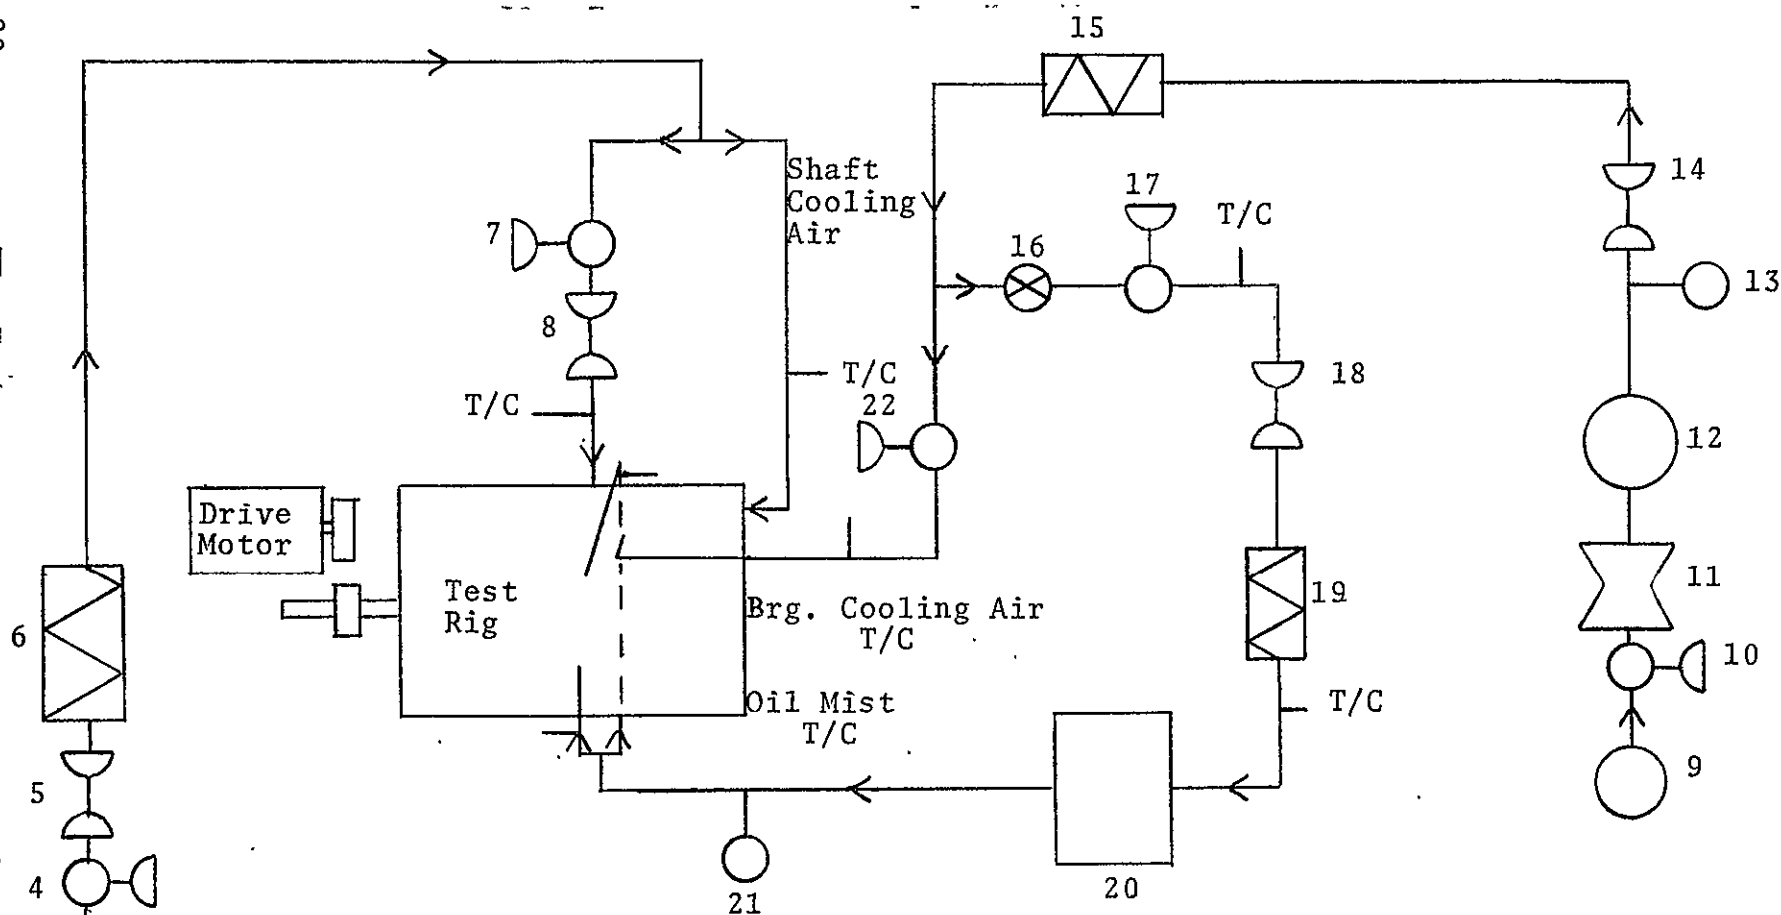 15
14
Shaft
Cooling
Air
17
T/C
7
16
13
8
T/C
18
T/C
22
12
Drive
Motor
11
Test
Rig
19
Brg. Cooling Air
T/C
6
10
Oil Mist
T/C
T/C
9
5
4
20
21